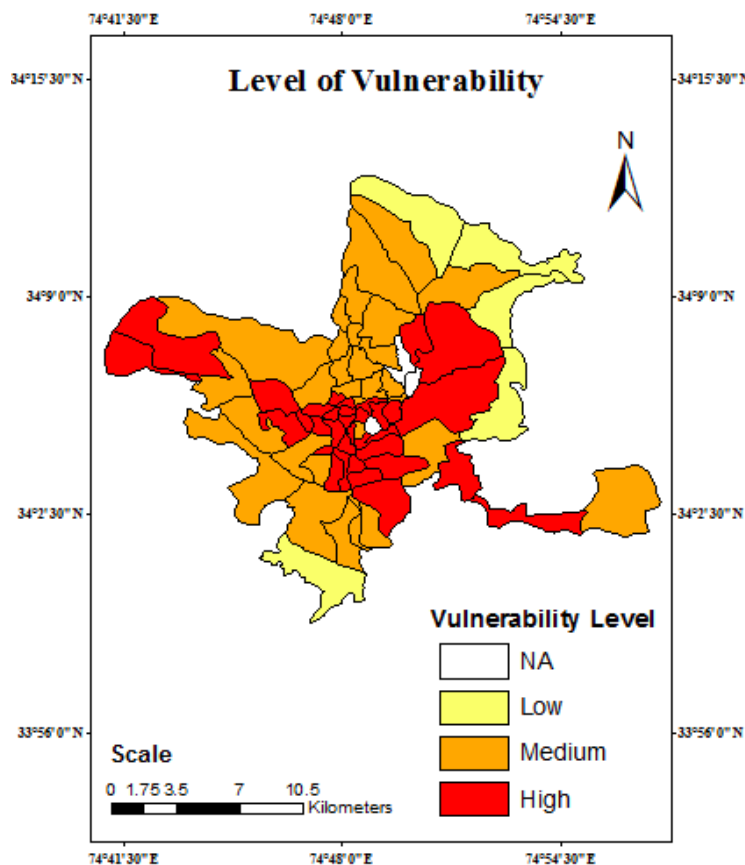 74°41'30"E 74°48'0"E 74°54'30"E
34°15'30"N 34°15'30"N
Level of Vulnerability
N
34°9'0"N 34°9'0"N
34°2'30"N 34°2'30"N
Vulnerability Level
NA
Low
33°56'0"N 33°56'0"N
Medium
Scale
High
0 1.75 3.5 7 10.5
Kilometers
74°41'30"E 74°48'0"E 74°54'30"E